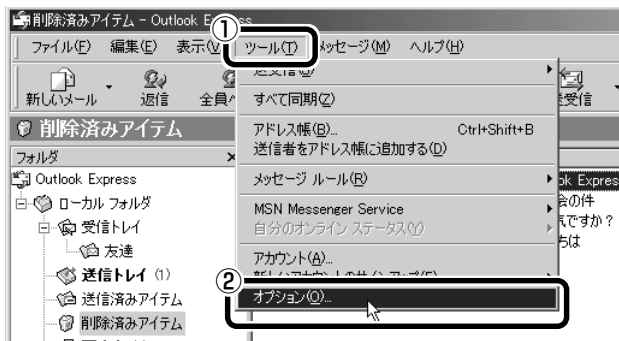 削除済みアイテム - Outlook Express
①
ファイル(F) 編集(E) 表示(V) ツール(T) メッセージ(M) ヘルプ(H)
新しいメール 返信 全員へ 送受信
送受信(S)
すべて同期(Z)
削除済みアイテム
アドレス帳(B)... Ctrl+Shift+B
送信者をアドレス帳に追加する(D)
フォルダ ×
メッセージ ルール(R)
Outlook Express
ok Expres
ローカル フォルダ
会の件
MSN Messenger Service
受信トレイ
気ですか？
自分のオンライン ステータス(Y)
友達
ちは
アカウント(A)...
送信トレイ (1)
②
送信済みアイテム
オプション(O)...
削除済みアイテム